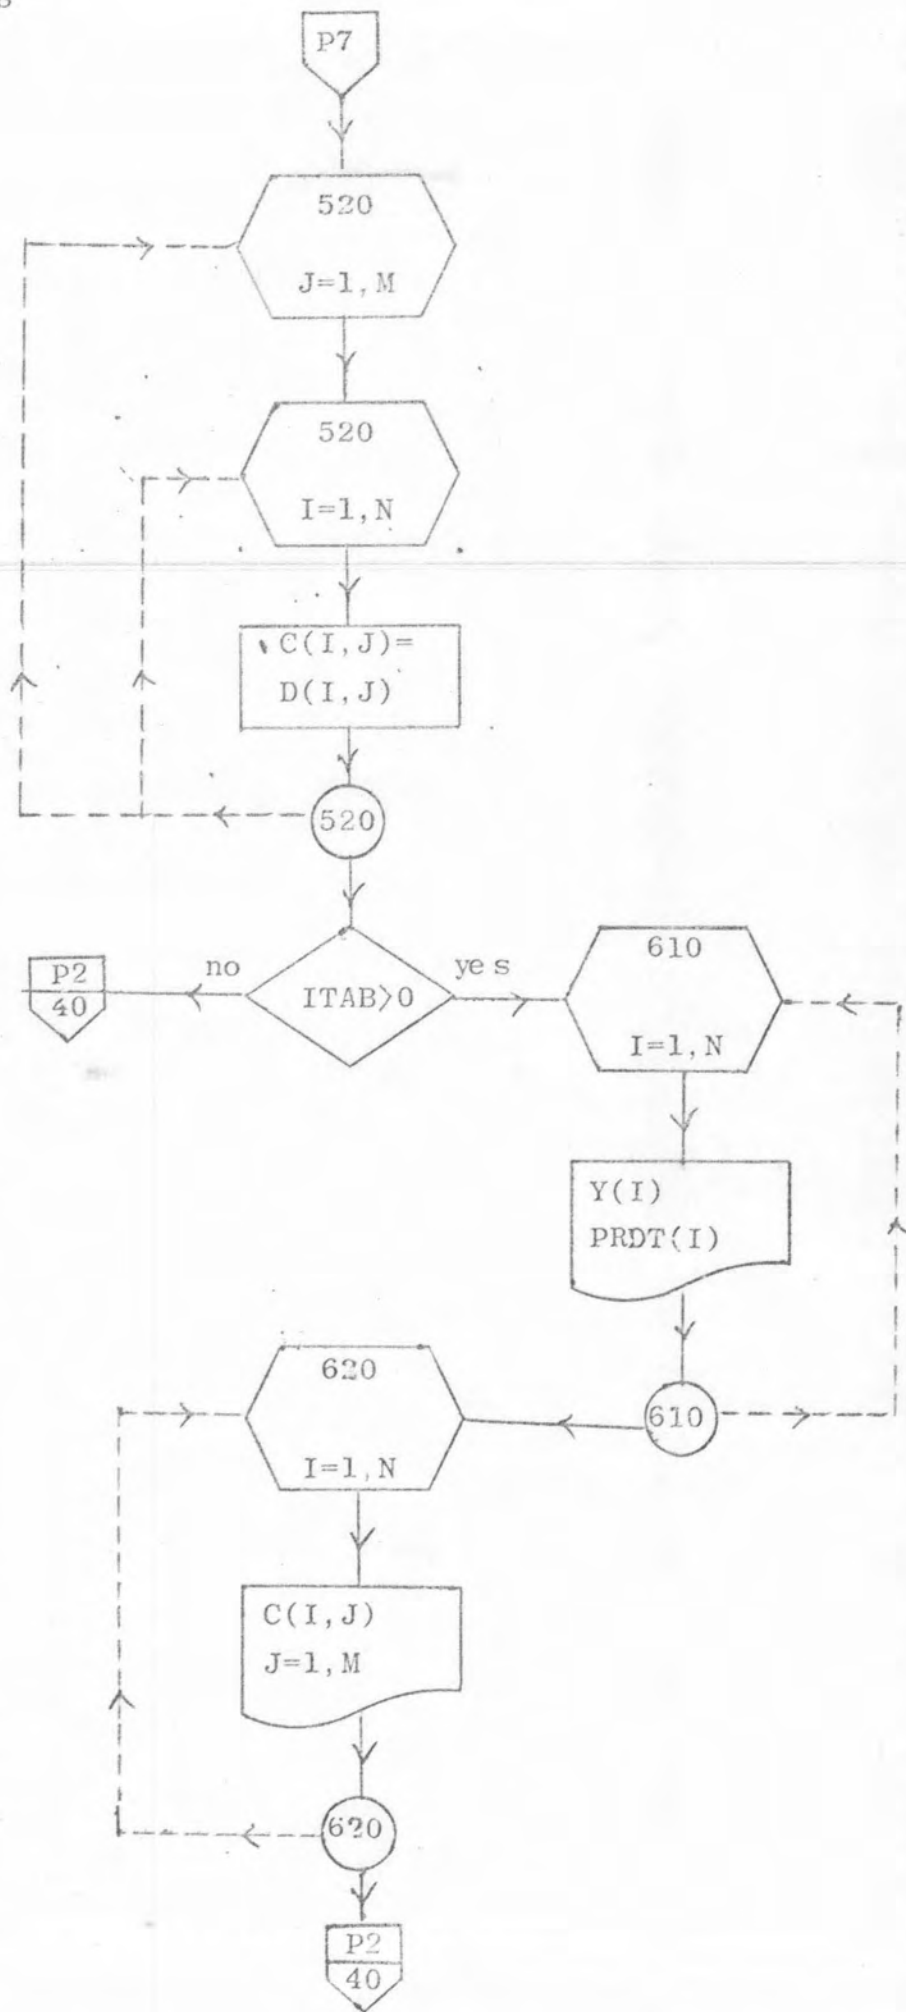 P7
520
J=1,M
520
I=1,N
C(I,J)=
D(I,J)
520
ITAB>0
no
P2
40
yes
610
I=1,N
Y(I)
PRDT(I)
610
620
I=1,N
C(I,J)
J=1,M
620
P2
40